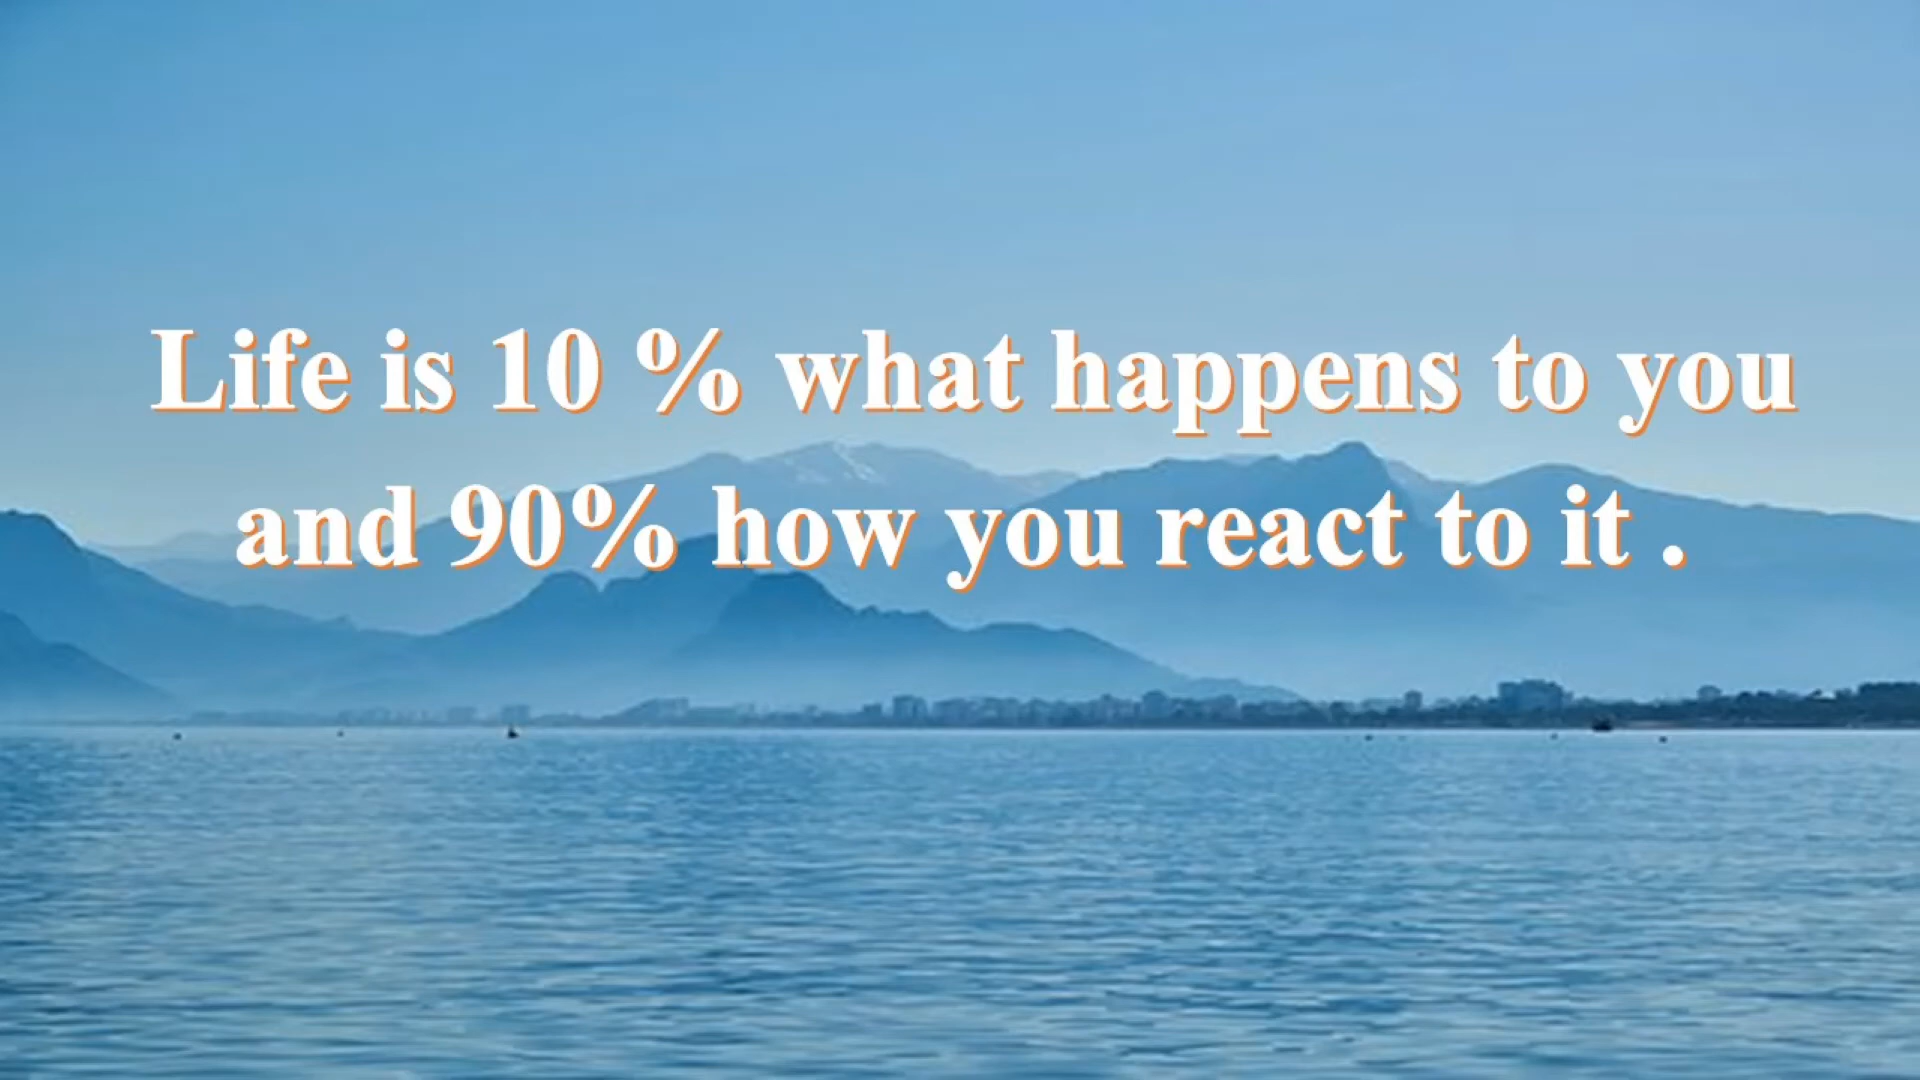 Life is 10 % what happens to you
and 90% how you react to it .